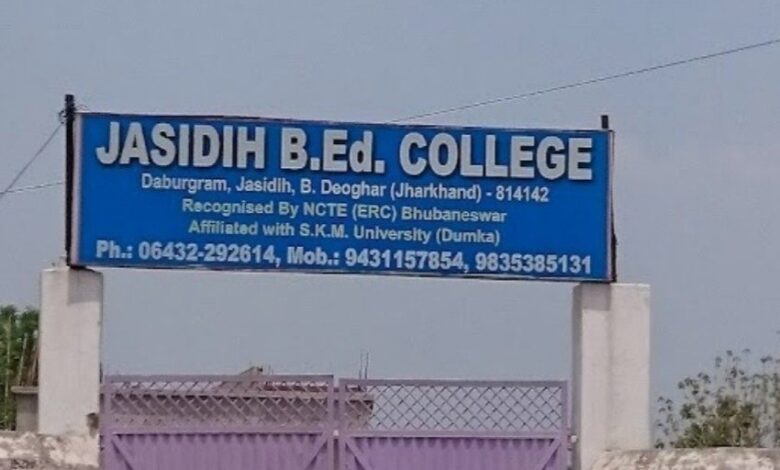 JASIDIH B.Ed. COLLEGE
Daburgram, Jasidih, B. Deoghar (Jharkhand) - 814142
Recognised By NCTE (ERC) Bhubaneswar
Affiliated with S.K.M. University (Dumka)
Ph.: 06432-292614, Mob.: 9431157854, 9835385131